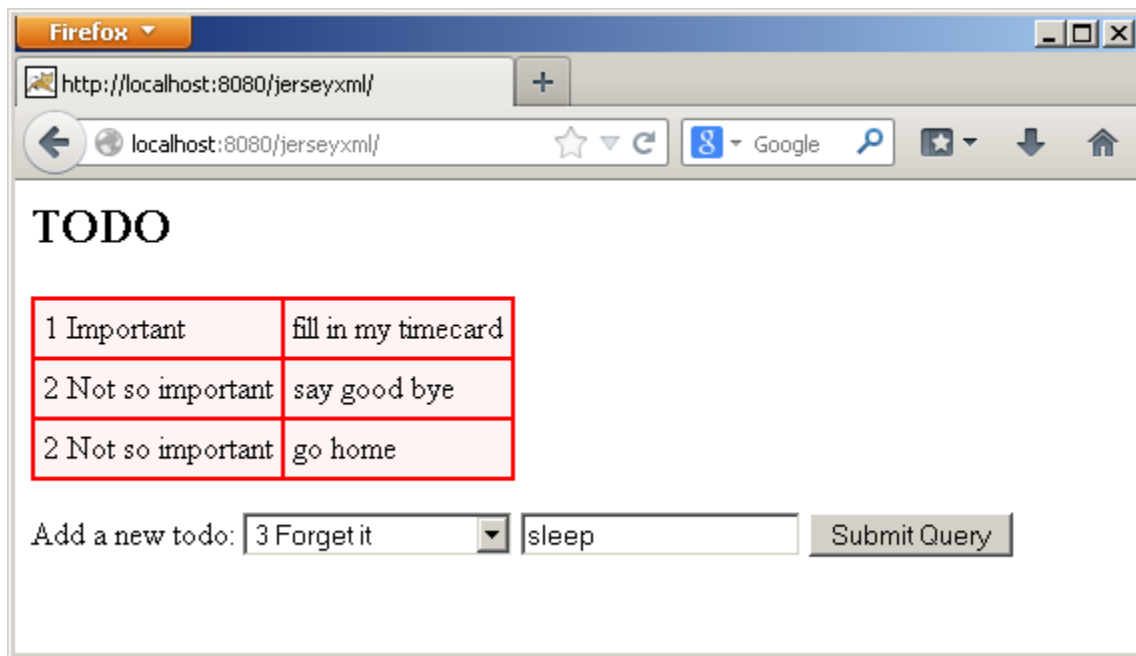 Firefox
http://localhost:8080/jerseyxml/
localhost:8080/jerseyxml/ 8 Google
TODO
1 Important fill in my timecard
2 Not so important say good bye
2 Not so important go home
Add a new todo: 3 Forget it sleep Submit Query